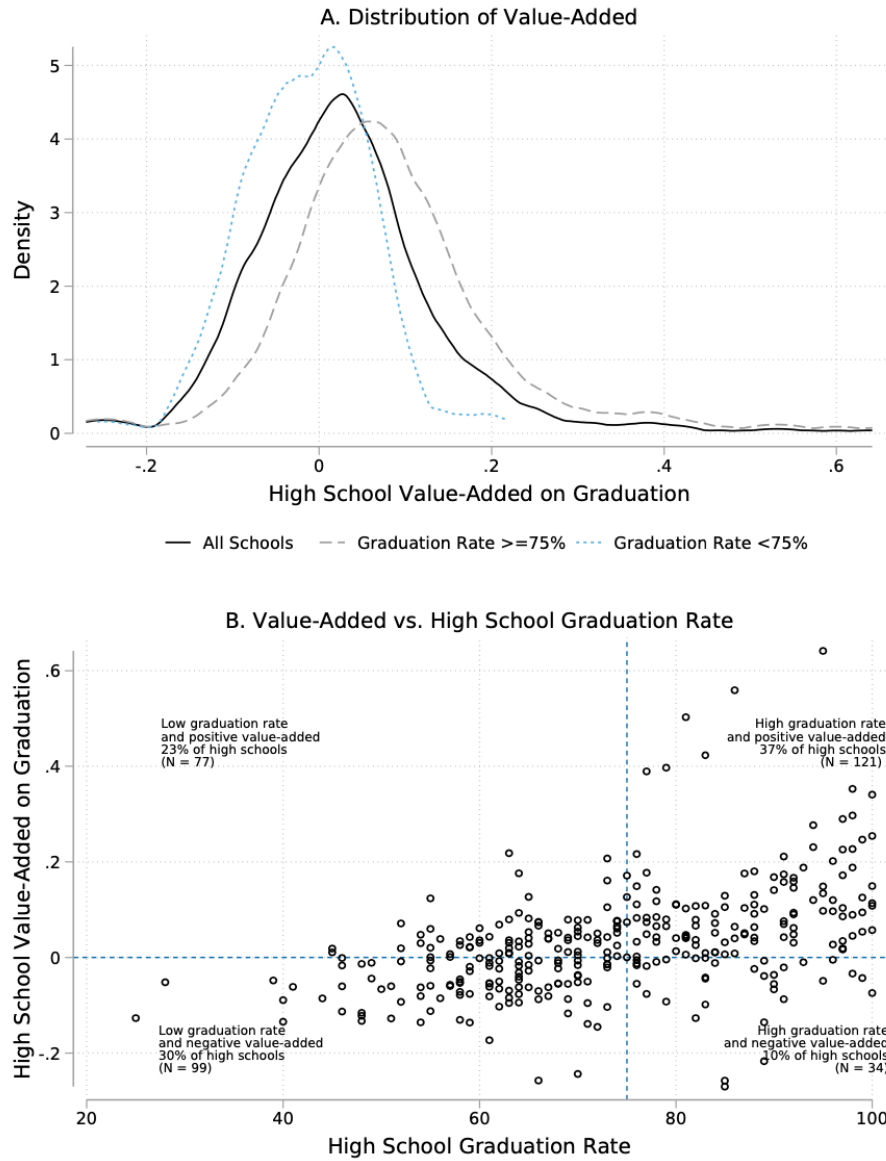 A. Distribution of Value-Added
5
4
3
2
1
0
Density
-.2 0 .2 .4 .6
High School Value-Added on Graduation
All Schools Graduation Rate >=75% Graduation Rate <75%
B. Value-Added vs. High School Graduation Rate
High School Value-Added on Graduation
.6
.4
.2
0
-.2
Low graduation rate
and positive value-added
23% of high schools
(N = 77)
High graduation rate
and positive value-added
37% of high schools
(N = 121)
Low graduation rate
and negative value-added
30% of high schools
(N = 99)
High graduation rate
and negative value-added
10% of high schools
(N = 34)
20 40 60 80 100
High School Graduation Rate